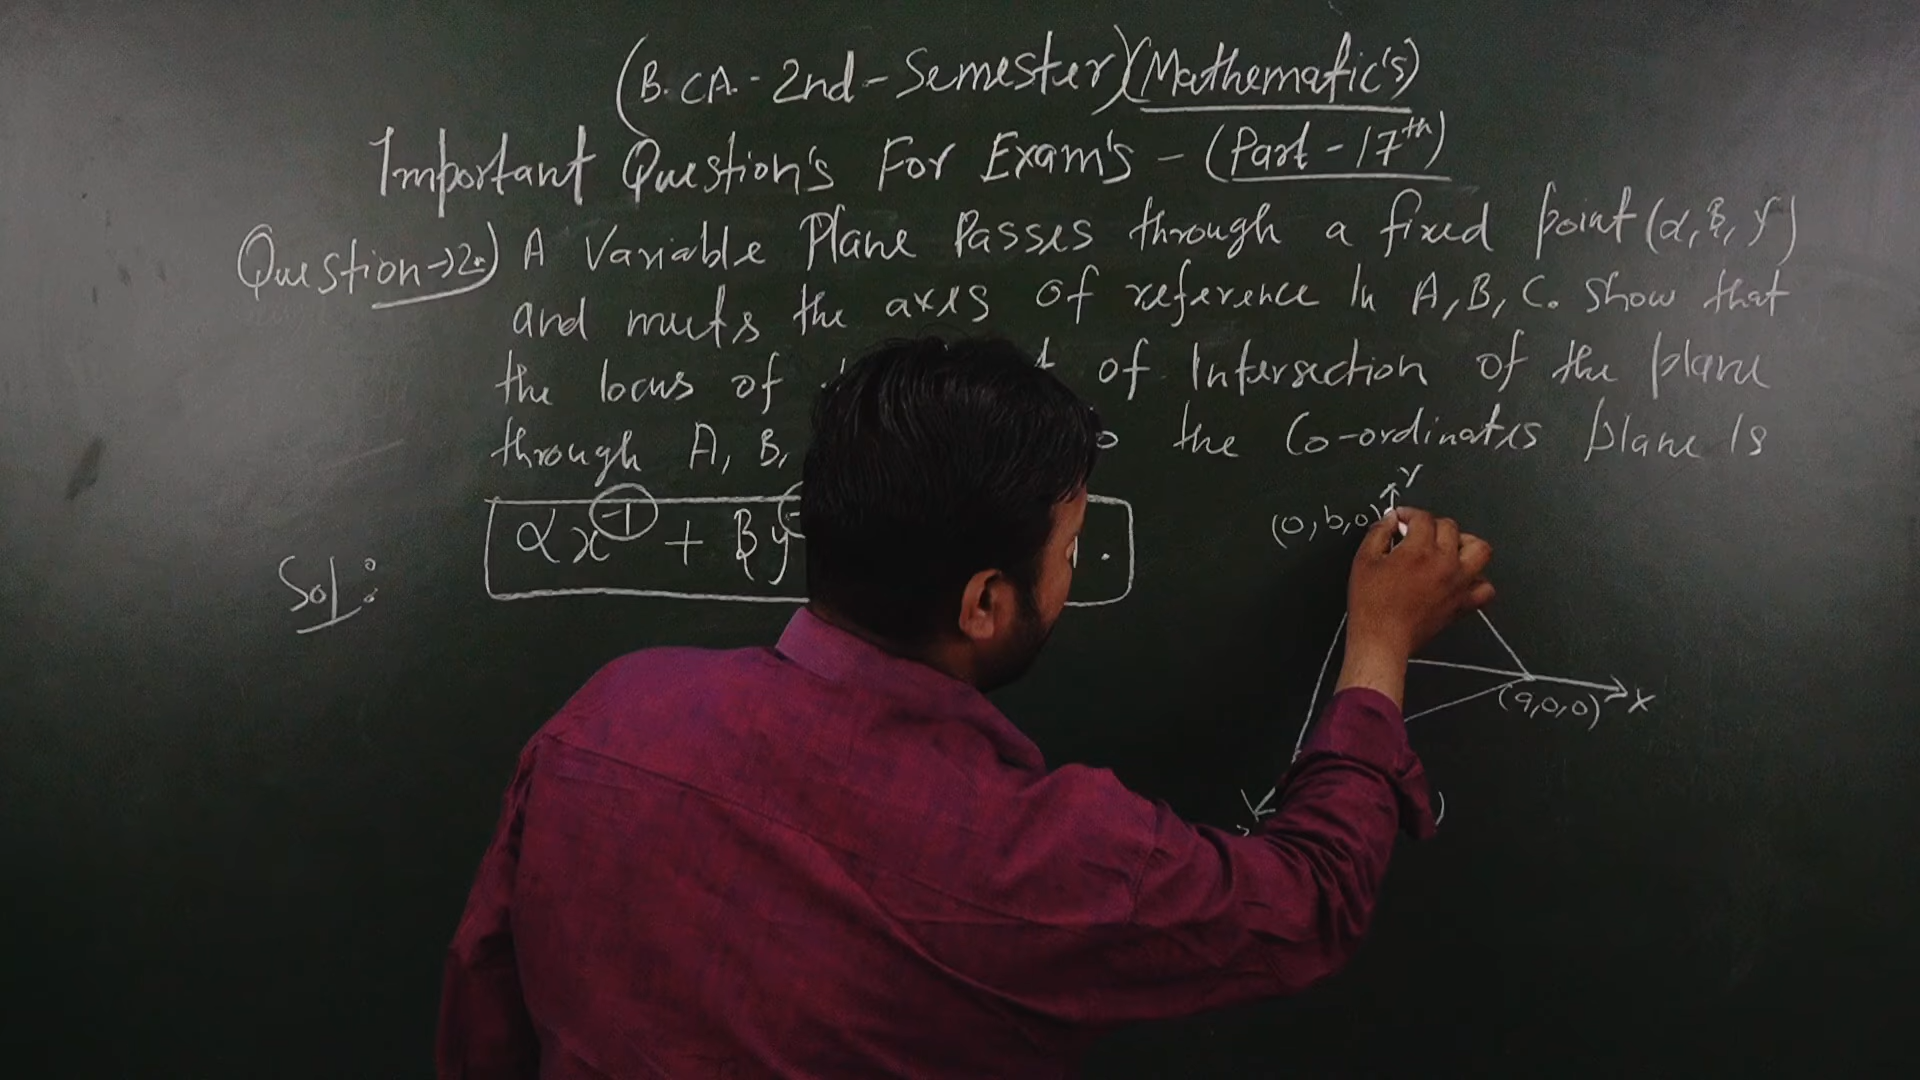 (B.CA.-2nd-Semester)(Mathematic's)
Important Question's For Exam's - (Part-17th)
Question→2.) A Variable Plane Passes through a fixed point (α, β, γ)
and meets the axes of reference In A, B, C. Show that
the locus of of Intersection of the plane
through A, B, the Co-ordinates plane Is
αx⁻¹ + βy
Sol:
Y
(0,b,0)
(a,0,0) X